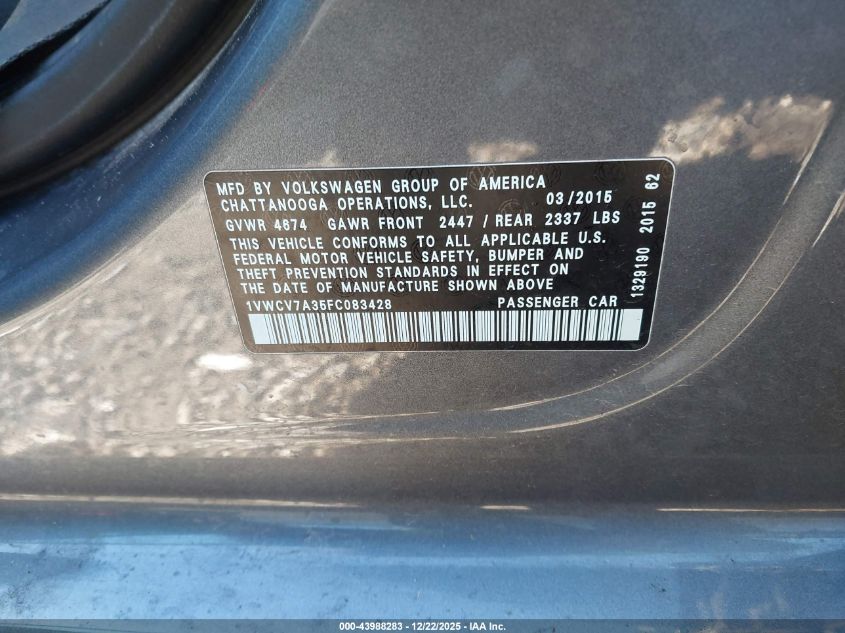 MFD BY VOLKSWAGEN GROUP OF AMERICA
CHATTANOOGA OPERATIONS, LLC. 03/2015
GVWR 4674 GAWR FRONT 2447 / REAR 2337 LBS
THIS VEHICLE CONFORMS TO ALL APPLICABLE U.S.
FEDERAL MOTOR VEHICLE SAFETY, BUMPER AND
THEFT PREVENTION STANDARDS IN EFFECT ON
THE DATE OF MANUFACTURE SHOWN ABOVE
1VWCV7A35FC083428 PASSENGER CAR
1329190 2015 62
000-43988283 - 12/22/2025 - IAA Inc.